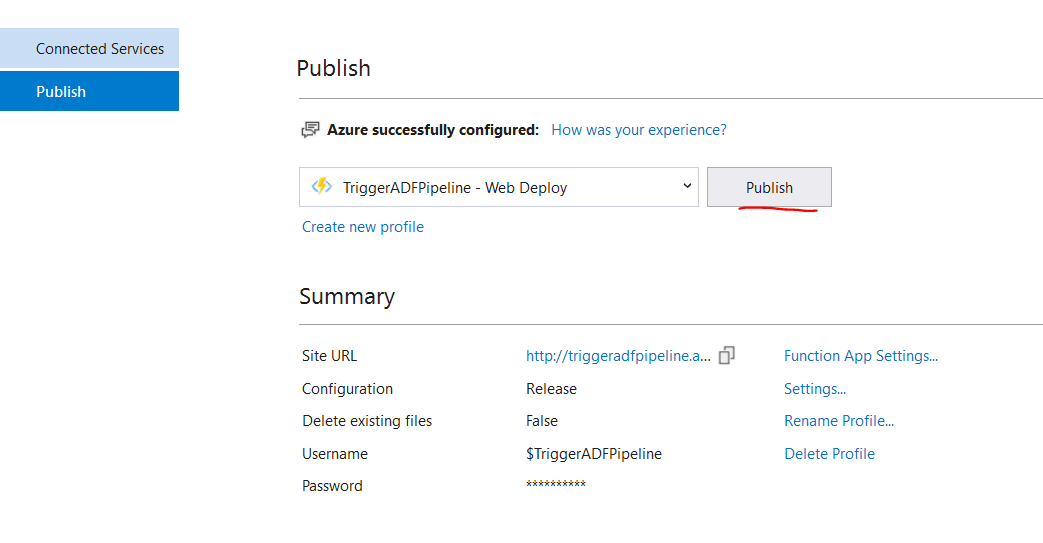 Connected Services
Publish
Publish
Azure successfully configured: How was your experience?
TriggerADFPipeline - Web Deploy
Publish
Create new profile
Summary
Site URL http://triggeradfpipeline.a... Function App Settings...
Configuration Release Settings...
Delete existing files False Rename Profile...
Username $TriggerADFPipeline Delete Profile
Password **********